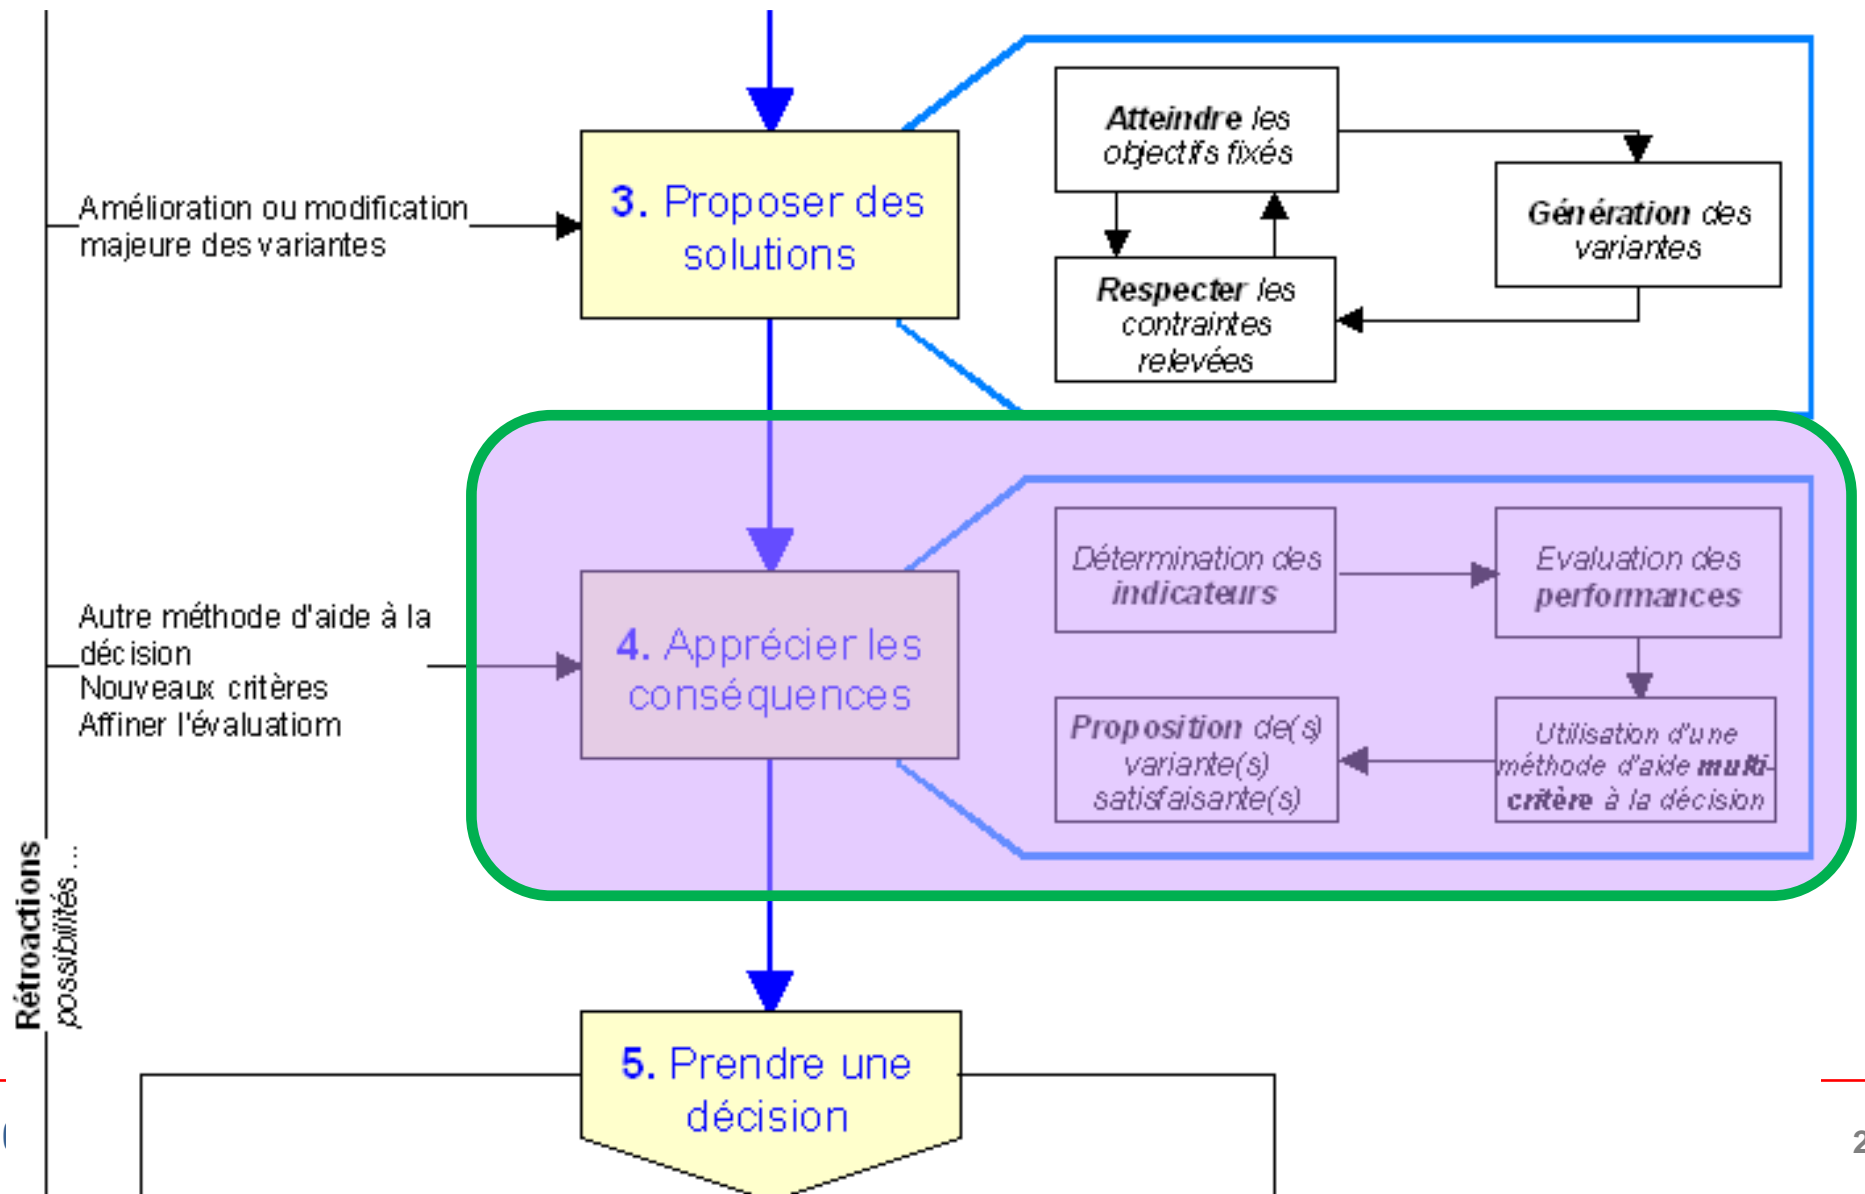 Atteindre les
objectifs fixés
3. Proposer des
solutions
Amélioration ou modification
majeure des variantes
Génération des
variantes
Respecter les
contraintes
relevées
Détermination des
indicateurs
Evaluation des
performances
Autre méthode d'aide à la
décision
Nouveaux critères
Affiner l'évaluatiom
4. Apprécier les
conséquences
Proposition de(s)
variante(s)
satisfaisante(s)
Utilisation d'une
méthode d'aide multi-
critère à la décision
Rétroactions
possibilités ...
5. Prendre une
décision
2